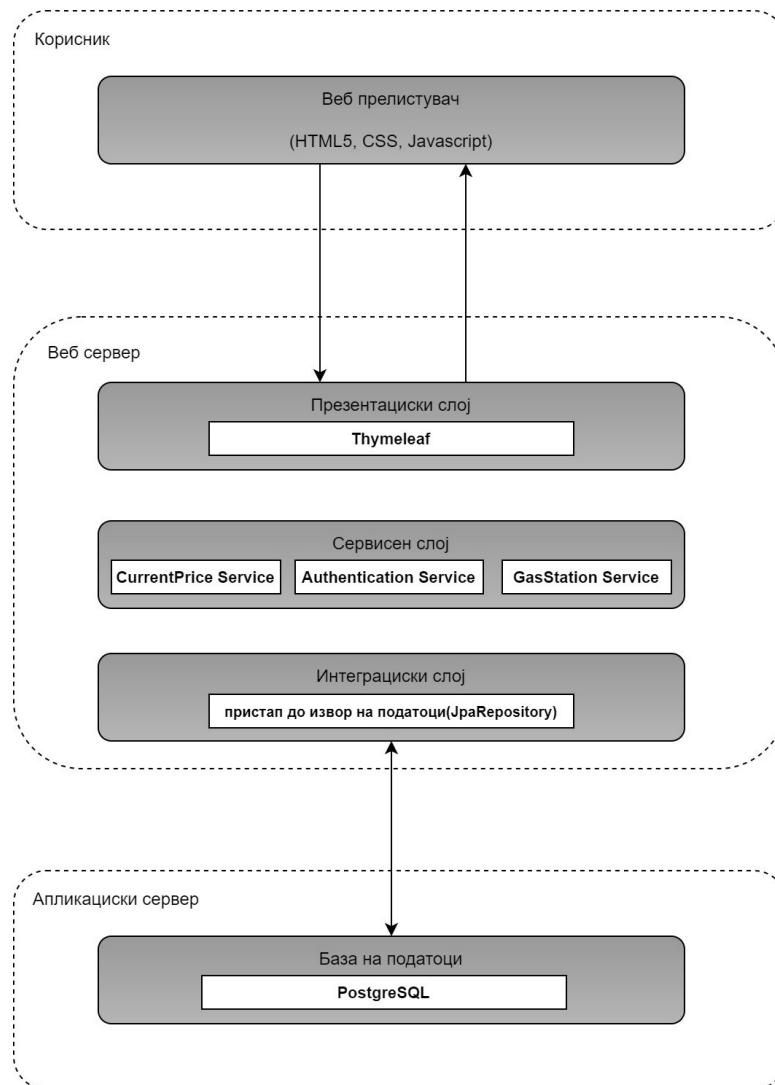 Корисник
Веб прелистувач
(HTML5, CSS, Javascript)
Веб сервер
Презентациски слој
Thymeleaf
Сервисен слој
CurrentPrice Service
Authentication Service
GasStation Service
Интеграциски слој
пристап до извор на податоци(JpaRepository)
Апликациски сервер
База на податоци
PostgreSQL